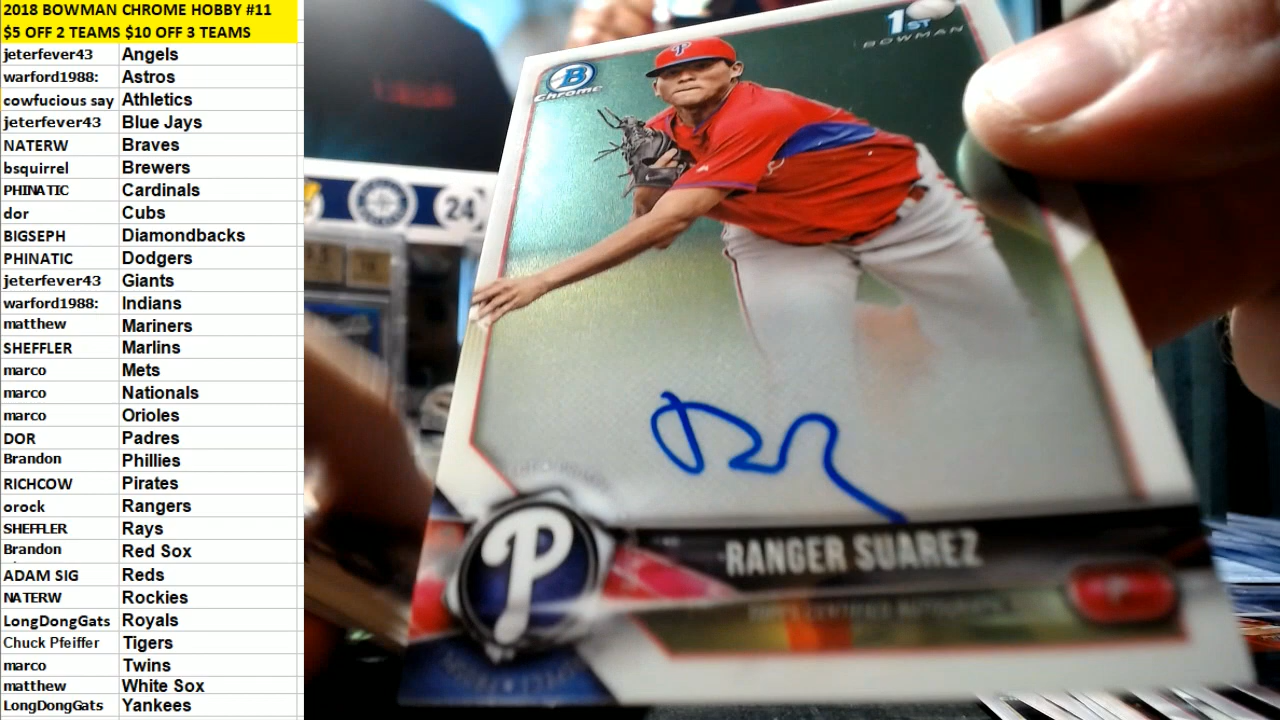 2018 BOWMAN CHROME HOBBY #11
$5 OFF 2 TEAMS $10 OFF 3 TEAMS
jeterfever43 Angels
warford1988: Astros
cowfucious say Athletics
jeterfever43 Blue Jays
NATERW Braves
bsquirrel Brewers
PHINATIC Cardinals
dor Cubs
BIGSEPH Diamondbacks
PHINATIC Dodgers
jeterfever43 Giants
warford1988: Indians
matthew Mariners
SHEFFLER Marlins
marco Mets
marco Nationals
marco Orioles
DOR Padres
Brandon Phillies
RICHCOW Pirates
orock Rangers
SHEFFLER Rays
Brandon Red Sox
ADAM SIG Reds
NATERW Rockies
LongDongGats Royals
Chuck Pfeiffer Tigers
marco Twins
matthew White Sox
LongDongGats Yankees
1ST
BOWMAN
B
Chrome
24
P
RANGER SUAREZ
TOPPS CERTIFIED AUTOGRAPH
P